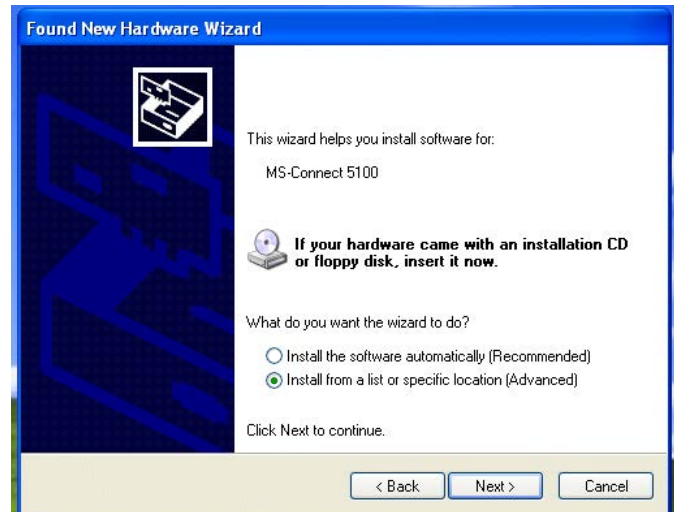 Found New Hardware Wizard
This wizard helps you install software for:
MS-Connect 5100
If your hardware came with an installation CD
or floppy disk, insert it now.
What do you want the wizard to do?
Install the software automatically (Recommended)
Install from a list or specific location (Advanced)
Click Next to continue.
< Back Next > Cancel